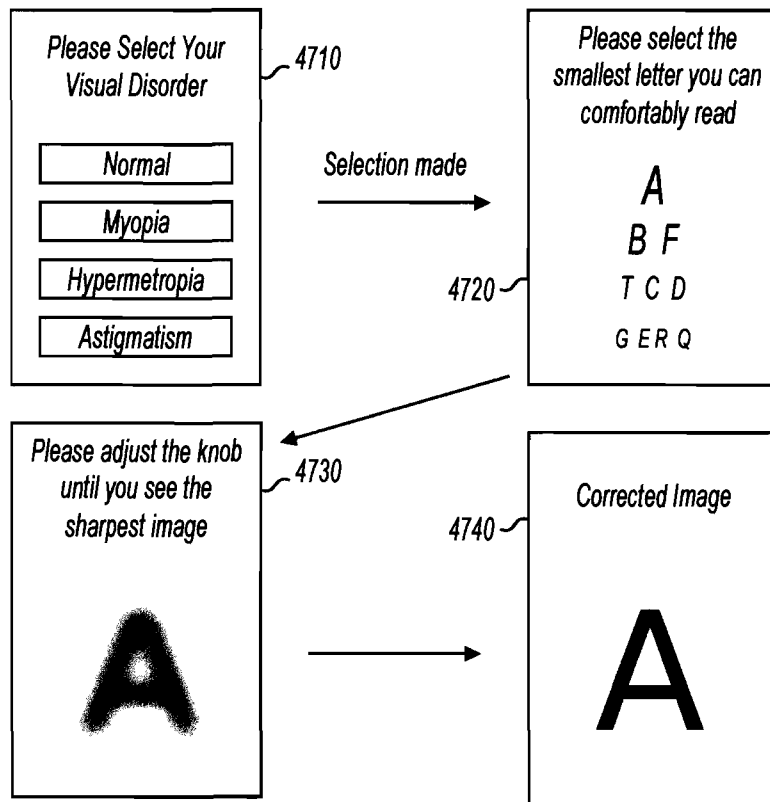 Please Select Your
Visual Disorder
4710
Normal
Myopia
Hypermetropia
Astigmatism
Selection made
Please select the
smallest letter you can
comfortably read
A
B F
T C D
G E R Q
4720
Please adjust the knob
until you see the
sharpest image
4730
A
Corrected Image
4740
A